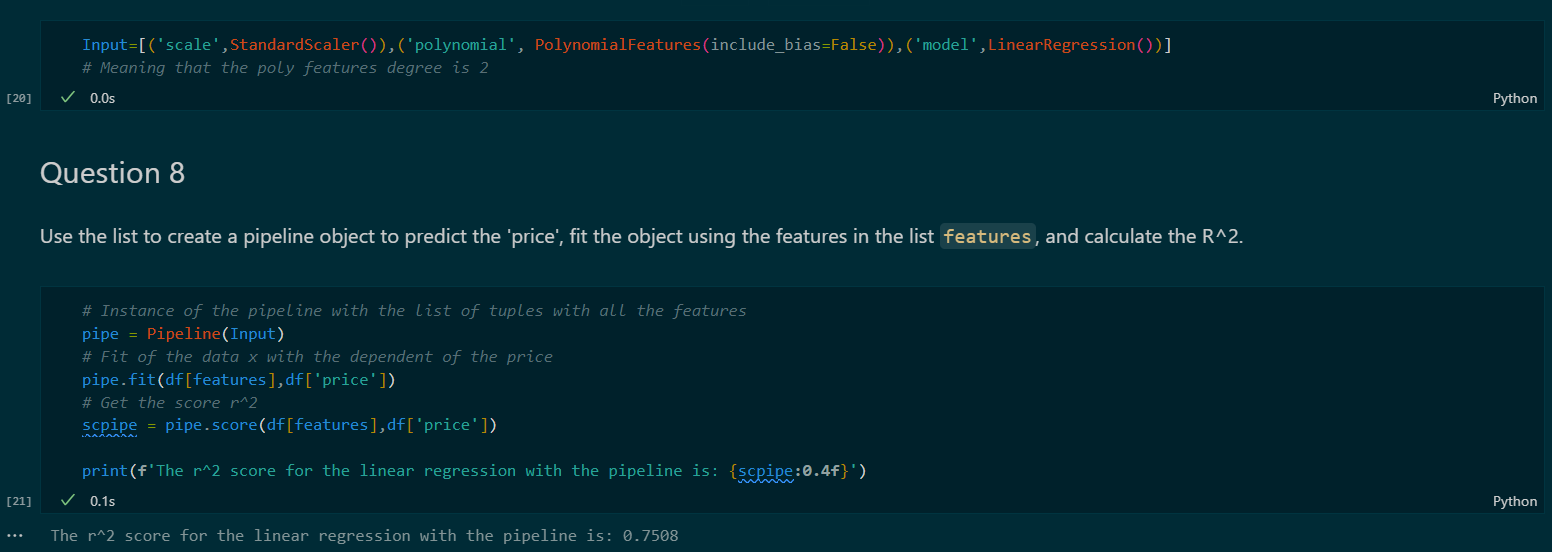 Input=[('scale',StandardScaler()),('polynomial', PolynomialFeatures(include_bias=False)),('model',LinearRegression())]
# Meaning that the poly features degree is 2
[20] 0.0s Python
Question 8
Use the list to create a pipeline object to predict the 'price', fit the object using the features in the list features, and calculate the R^2.
# Instance of the pipeline with the list of tuples with all the features
pipe = Pipeline(Input)
# Fit of the data x with the dependent of the price
pipe.fit(df[features],df['price'])
# Get the score r^2
scpipe = pipe.score(df[features],df['price'])
print(f'The r^2 score for the linear regression with the pipeline is: {scpipe:0.4f}')
[21] 0.1s Python
... The r^2 score for the linear regression with the pipeline is: 0.7508